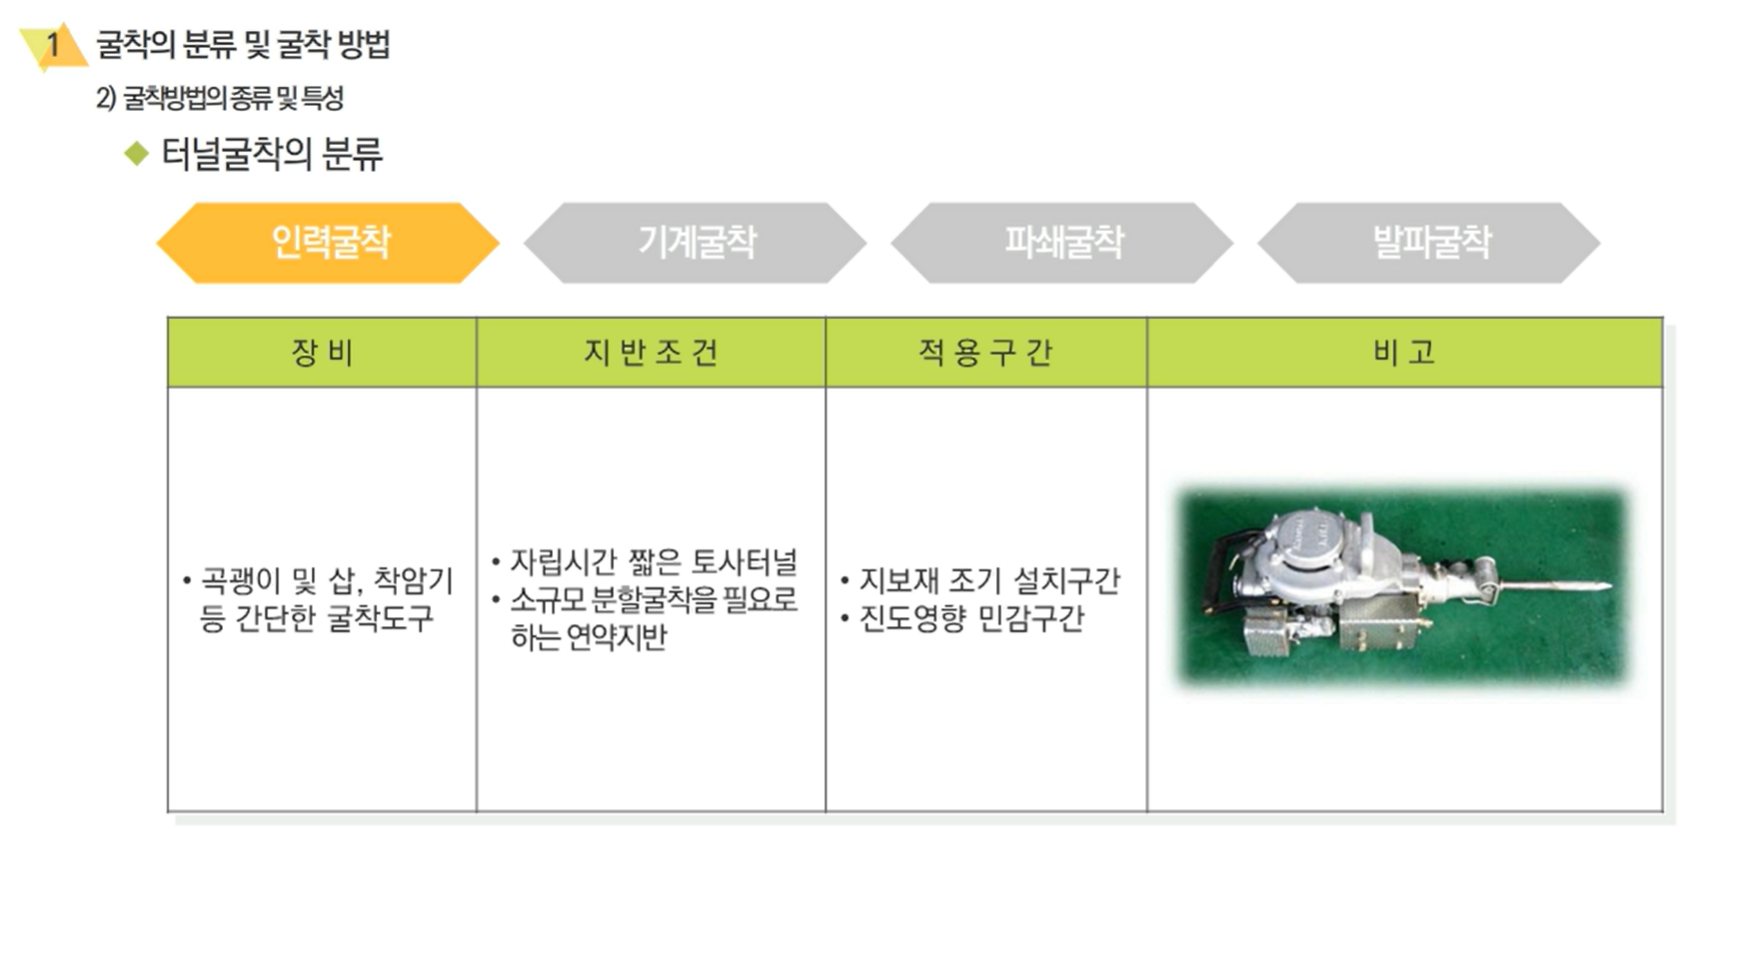 1 굴착의 분류 및 굴착 방법
2) 굴착방법의 종류 및 특성
◆ 터널굴착의 분류
인력굴착 기계굴착 파쇄굴착 발파굴착
장 비 지 반 조 건 적 용 구 간 비 고
• 곡괭이 및 삽, 착암기
등 간단한 굴착도구
• 자립시간 짧은 토사터널
• 소규모 분할굴착을 필요로
하는 연약지반
• 지보재 조기 설치구간
• 진도영향 민감구간